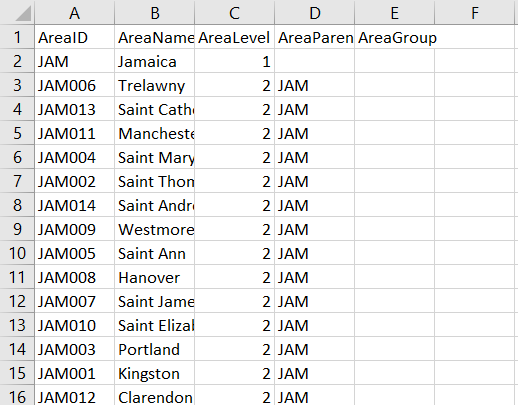 A B C D E F
1 AreaID AreaName AreaLevel AreaParen AreaGroup
2 JAM Jamaica 1
3 JAM006 Trelawny 2 JAM
4 JAM013 Saint Cath 2 JAM
5 JAM011 Mancheste 2 JAM
6 JAM004 Saint Mary 2 JAM
7 JAM002 Saint Thon 2 JAM
8 JAM014 Saint Andr 2 JAM
9 JAM009 Westmore 2 JAM
10 JAM005 Saint Ann 2 JAM
11 JAM008 Hanover 2 JAM
12 JAM007 Saint Jame 2 JAM
13 JAM010 Saint Elizal 2 JAM
14 JAM003 Portland 2 JAM
15 JAM001 Kingston 2 JAM
16 JAM012 Clarendon 2 JAM